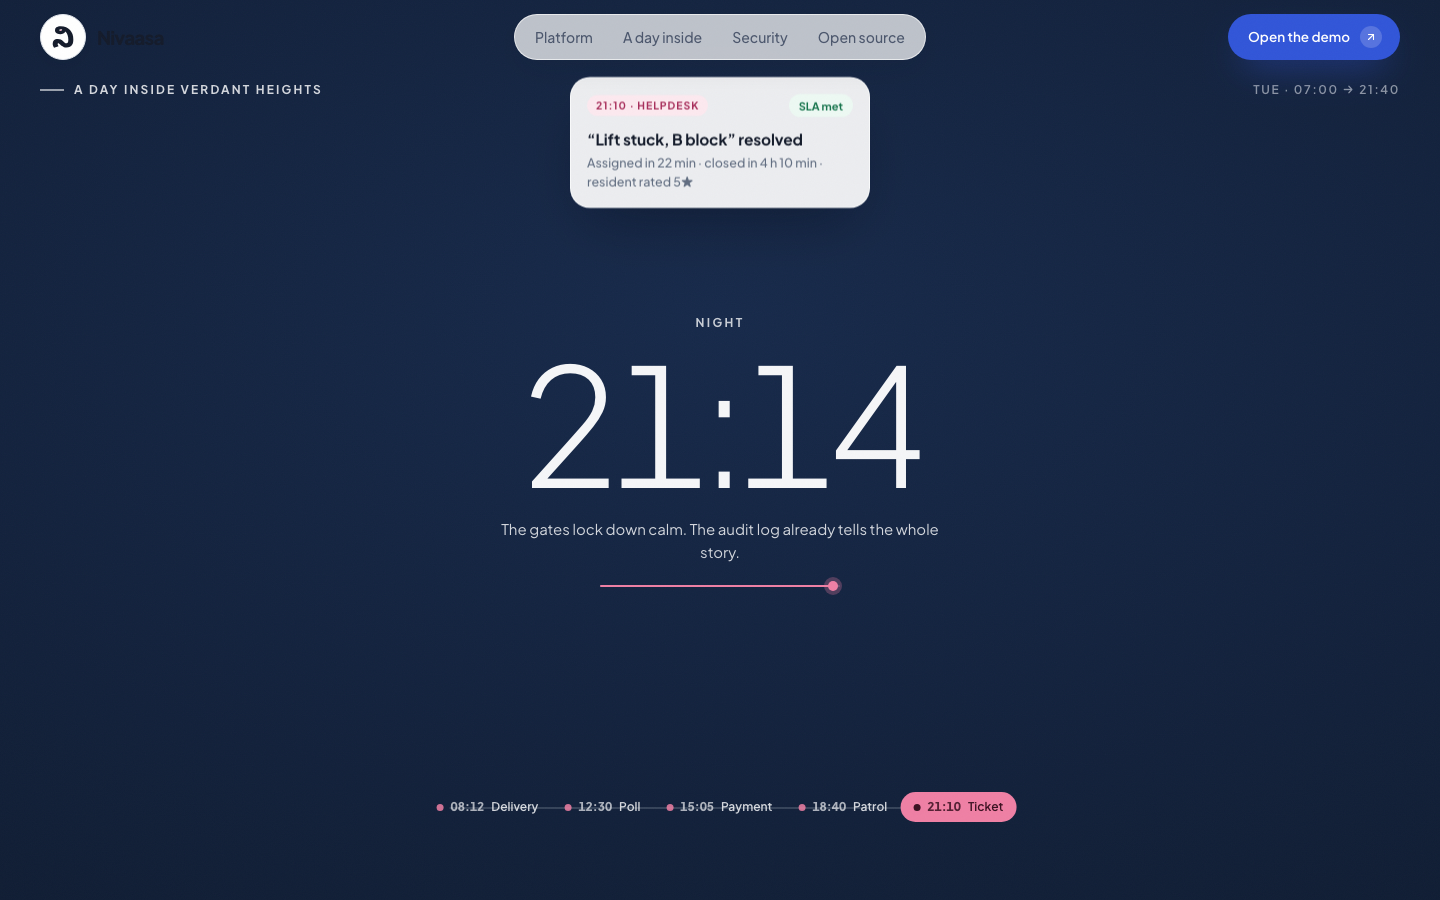 Nivaasa
Platform
A day inside
Security
Open source
Open the demo
A DAY INSIDE VERDANT HEIGHTS
TUE · 07:00 → 21:40
21:10 · HELPDESK
SLA met
“Lift stuck, B block” resolved
Assigned in 22 min · closed in 4 h 10 min ·
resident rated 5★
NIGHT
21:14
The gates lock down calm. The audit log already tells the whole
story.
08:12 Delivery
12:30 Poll
15:05 Payment
18:40 Patrol
21:10 Ticket